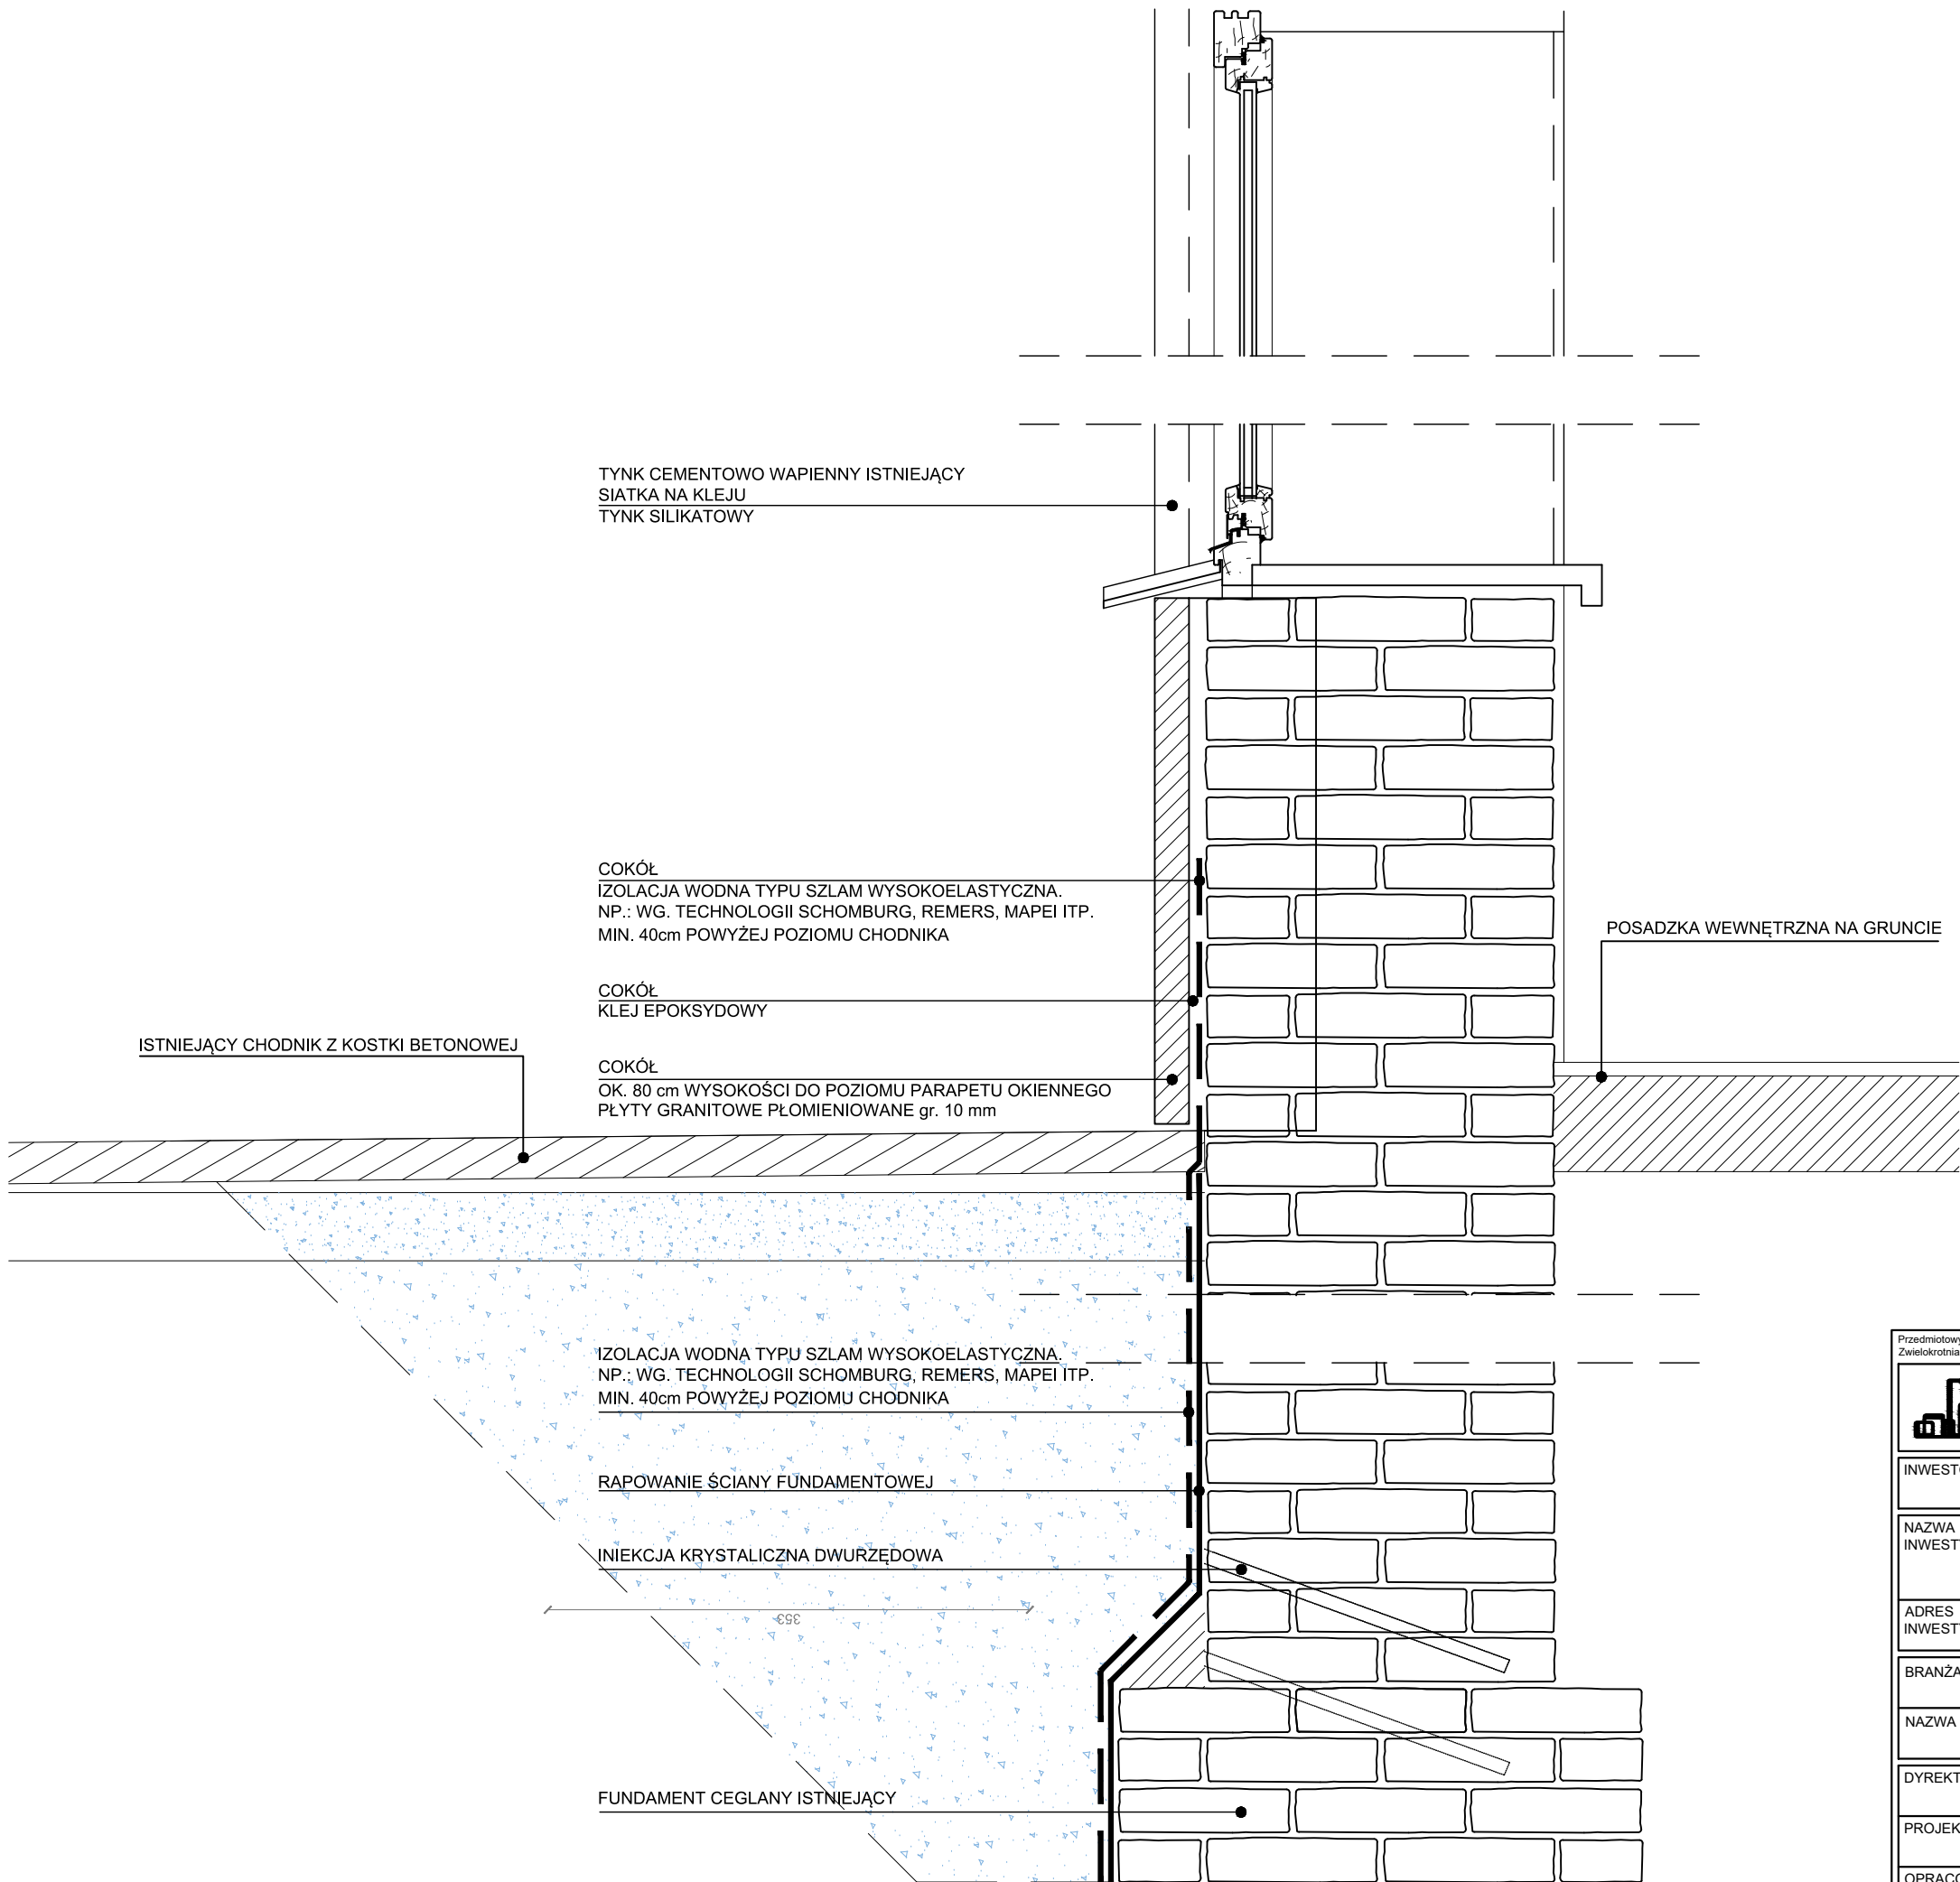 TYNK CEMENTOWO WAPIENNY ISTNIEJĄCY
SIATKA NA KLEJU
TYNK SILIKATOWY
COKÓŁ
IZOLACJA WODNA TYPU SZLAM WYSOKOELASTYCZNA.
NP.: WG. TECHNOLOGII SCHOMBURG, REMERS, MAPEI ITP.
MIN. 40cm POWYŻEJ POZIOMU CHODNIKA
POSADZKA WEWNĘTRZNA NA GRUNCIE
COKÓŁ
KLEJ EPOKSYDOWY
ISTNIEJĄCY CHODNIK Z KOSTKI BETONOWEJ
COKÓŁ
OK. 80 cm WYSOKOŚCI DO POZIOMU PARAPETU OKIENNEGO
PŁYTY GRANITOWE PŁOMIENIOWANE gr. 10 mm
IZOLACJA WODNA TYPU SZLAM WYSOKOELASTYCZNA.
NP.: WG. TECHNOLOGII SCHOMBURG, REMERS, MAPEI ITP.
MIN. 40cm POWYŻEJ POZIOMU CHODNIKA
RAPOWANIE ŚCIANY FUNDAMENTOWEJ
INIEKCJA KRYSTALICZNA DWURZĘDOWA
353
FUNDAMENT CEGLANY ISTNIEJĄCY
Przedmiotowy
Zwielokrotnia
INWEST
NAZWA
INWEST
ADRES
INWEST
BRANŻA
NAZWA
DYREKT
PROJEK
OPRACO